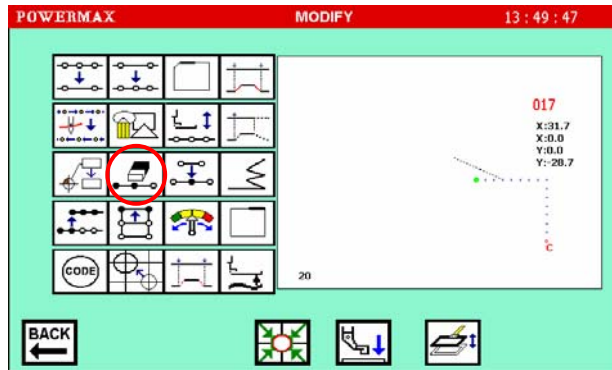 POWERMAX MODIFY 13:49:47
017
X:31.7
X:0.0
Y:0.0
Y:-20.7
C
CODE
20
BACK